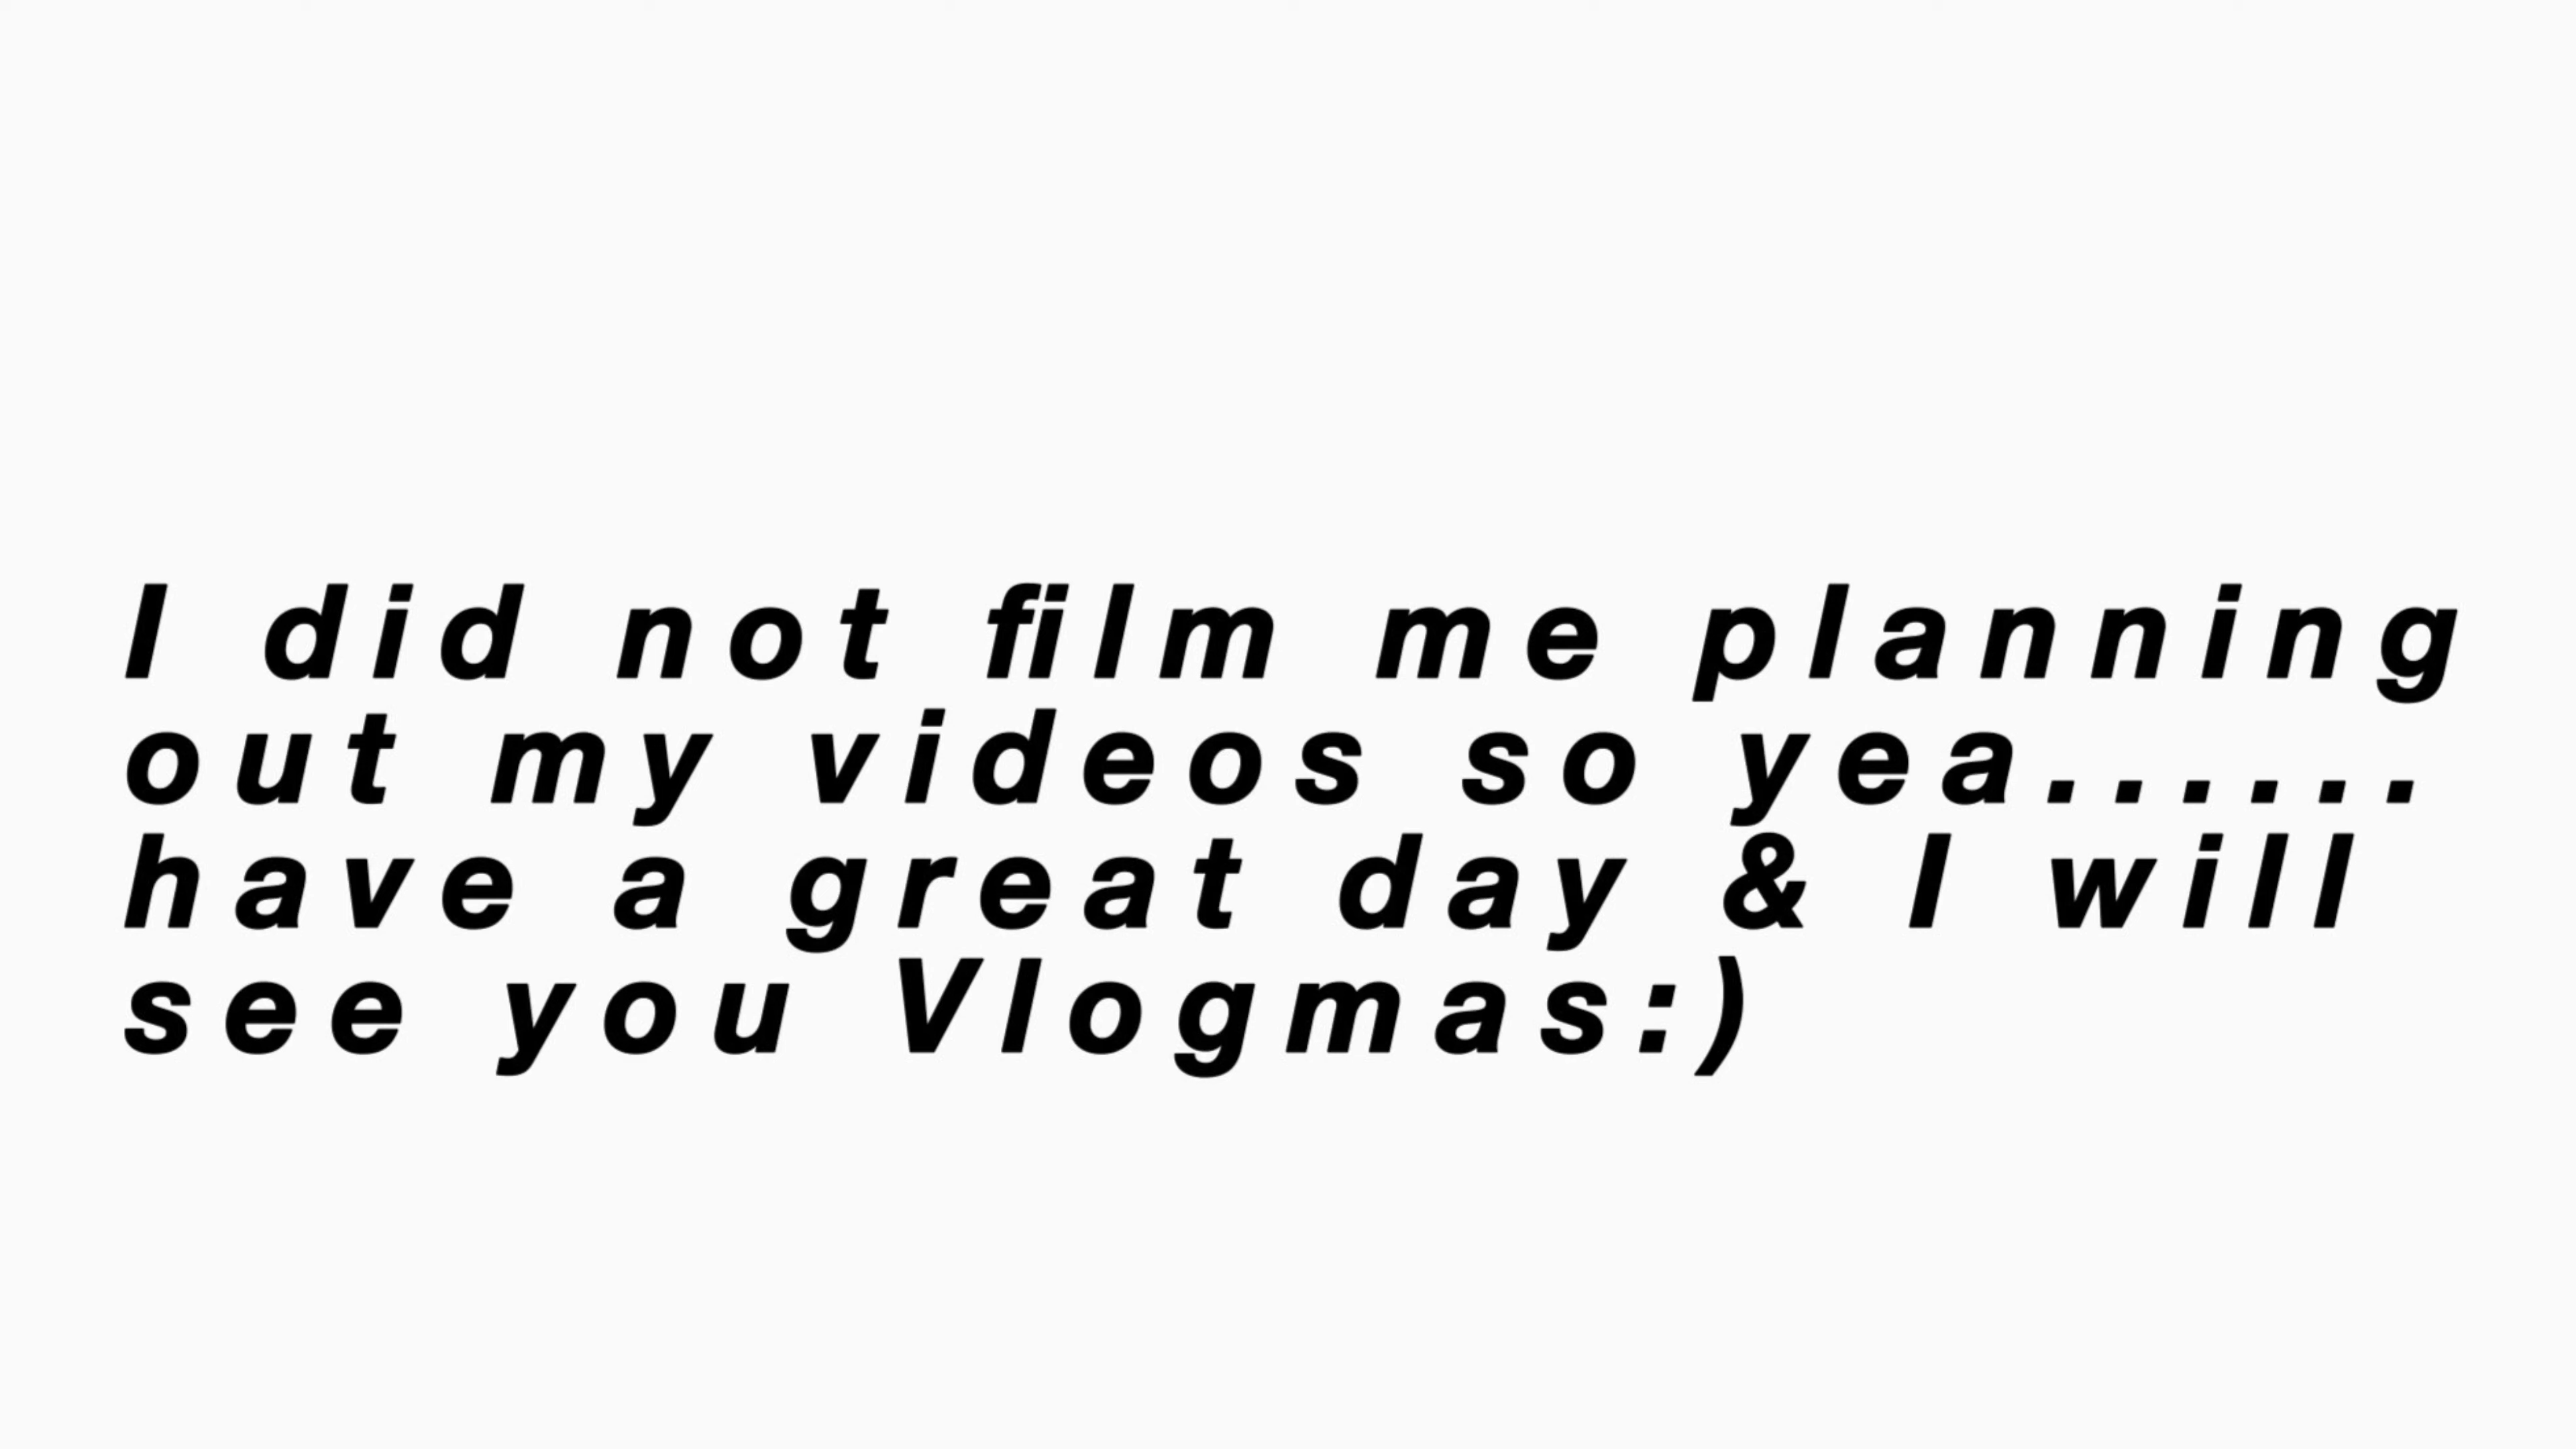 I did not film me planning
out my videos so yea......
have a great day & I will
see you Vlogmas:)